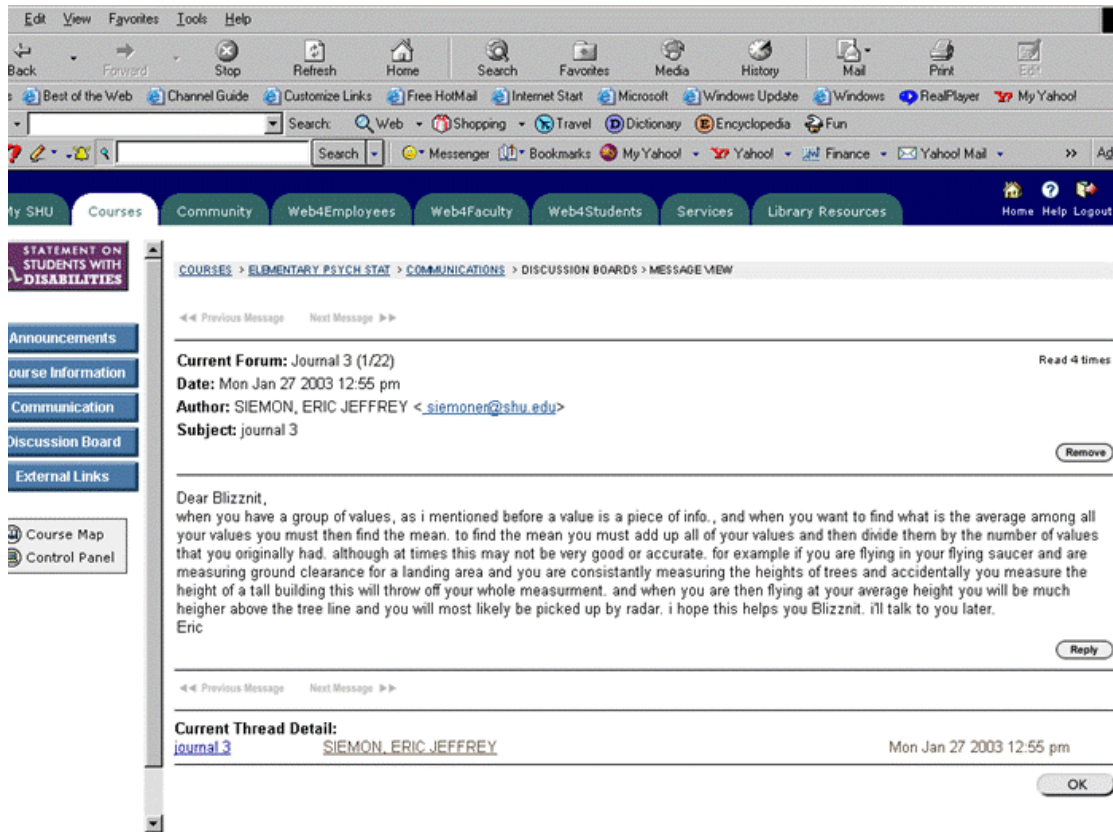 Edit View Favorites Tools Help
Back Forward Stop Refresh Home Search Favorites Media History Mail Print Edit
Best of the Web Channel Guide Customize Links Free HotMail Internet Start Microsoft Windows Update Windows RealPlayer My Yahoo!
Search: Web Shopping Travel Dictionary Encyclopedia Fun
Search Messenger Bookmarks My Yahoo! Yahoo! Finance Yahoo! Mail »
My SHU Courses Community Web4Employees Web4Faculty Web4Students Services Library Resources Home Help Logout
STATEMENT ON
STUDENTS WITH
DISABILITIES
COURSES > ELEMENTARY PSYCH STAT > COMMUNICATIONS > DISCUSSION BOARDS > MESSAGE VIEW
Previous Message Next Message
Announcements
Course Information
Communication
Discussion Board
External Links
Course Map
Control Panel
Current Forum: Journal 3 (1/22) Read 4 times
Date: Mon Jan 27 2003 12:55 pm
Author: SIEMON, ERIC JEFFREY < siemoner@shu.edu>
Subject: journal 3
Remove
Dear Blizznit,
when you have a group of values, as i mentioned before a value is a piece of info., and when you want to find what is the average among all
your values you must then find the mean. to find the mean you must add up all of your values and then divide them by the number of values
that you originally had. although at times this may not be very good or accurate. for example if you are flying in your flying saucer and are
measuring ground clearance for a landing area and you are consistantly measuring the heights of trees and accidentally you measure the
height of a tall building this will throw off your whole measurment. and when you are then flying at your average height you will be much
heigher above the tree line and you will most likely be picked up by radar. i hope this helps you Blizznit. i'll talk to you later.
Eric
Reply
Previous Message Next Message
Current Thread Detail:
journal 3 SIEMON, ERIC JEFFREY Mon Jan 27 2003 12:55 pm
OK